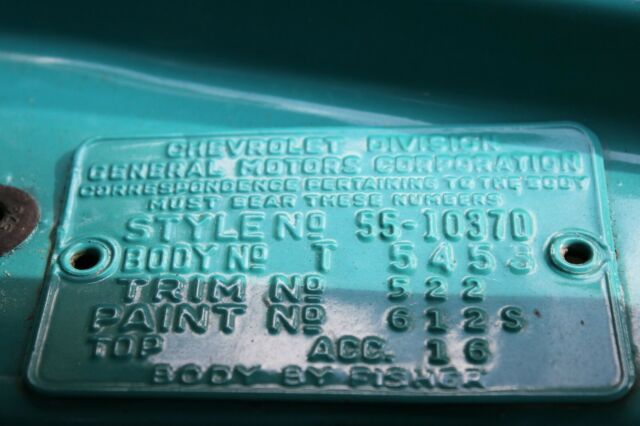 CHEVROLET DIVISION
GENERAL MOTORS CORPORATION
CORRESPONDENCE PERTAINING TO THE BODY
MUST BEAR THESE NUMBERS
STYLE Nº 55-1037D
BODY Nº T 5453
TRIM Nº 522
PAINT Nº 612S
TOP ACC. 16
BODY BY FISHER